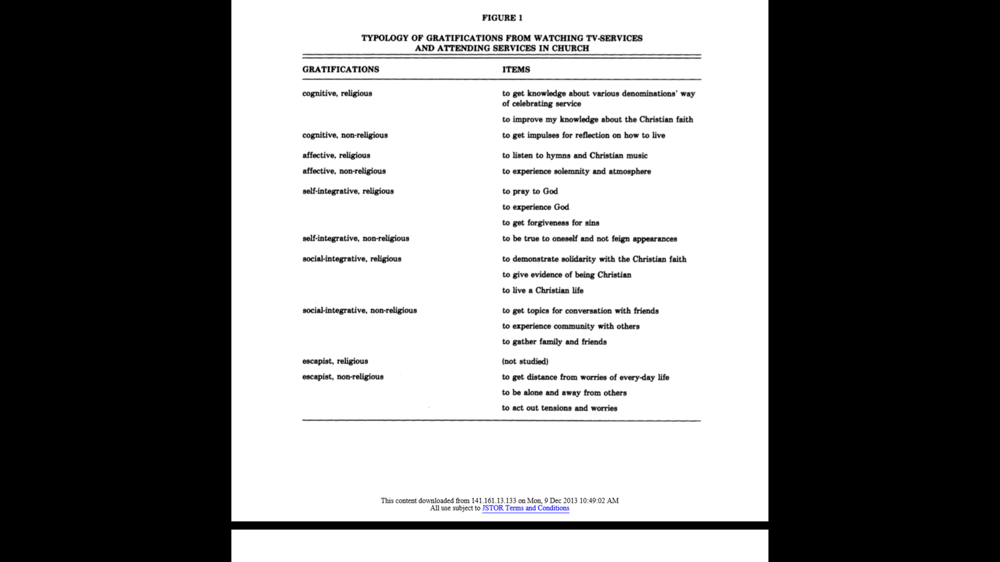 FIGURE 1
TYPOLOGY OF GRATIFICATIONS FROM WATCHING TV-SERVICES
AND ATTENDING SERVICES IN CHURCH
GRATIFICATIONS ITEMS
cognitive, religious to get knowledge about various denominations' way
of celebrating service
to improve my knowledge about the Christian faith
cognitive, non-religious to get impulses for reflection on how to live
affective, religious to listen to hymns and Christian music
affective, non-religious to experience solemnity and atmosphere
self-integrative, religious to pray to God
to experience God
to get forgiveness for sins
self-integrative, non-religious to be true to oneself and not feign appearances
social-integrative, religious to demonstrate solidarity with the Christian faith
to give evidence of being Christian
to live a Christian life
social-integrative, non-religious to get topics for conversation with friends
to experience community with others
to gather family and friends
escapist, religious (not studied)
escapist, non-religious to get distance from worries of every-day life
to be alone and away from others
to act out tensions and worries
This content downloaded from 141.161.13.133 on Mon, 9 Dec 2013 10:49:02 AM
All use subject to JSTOR Terms and Conditions